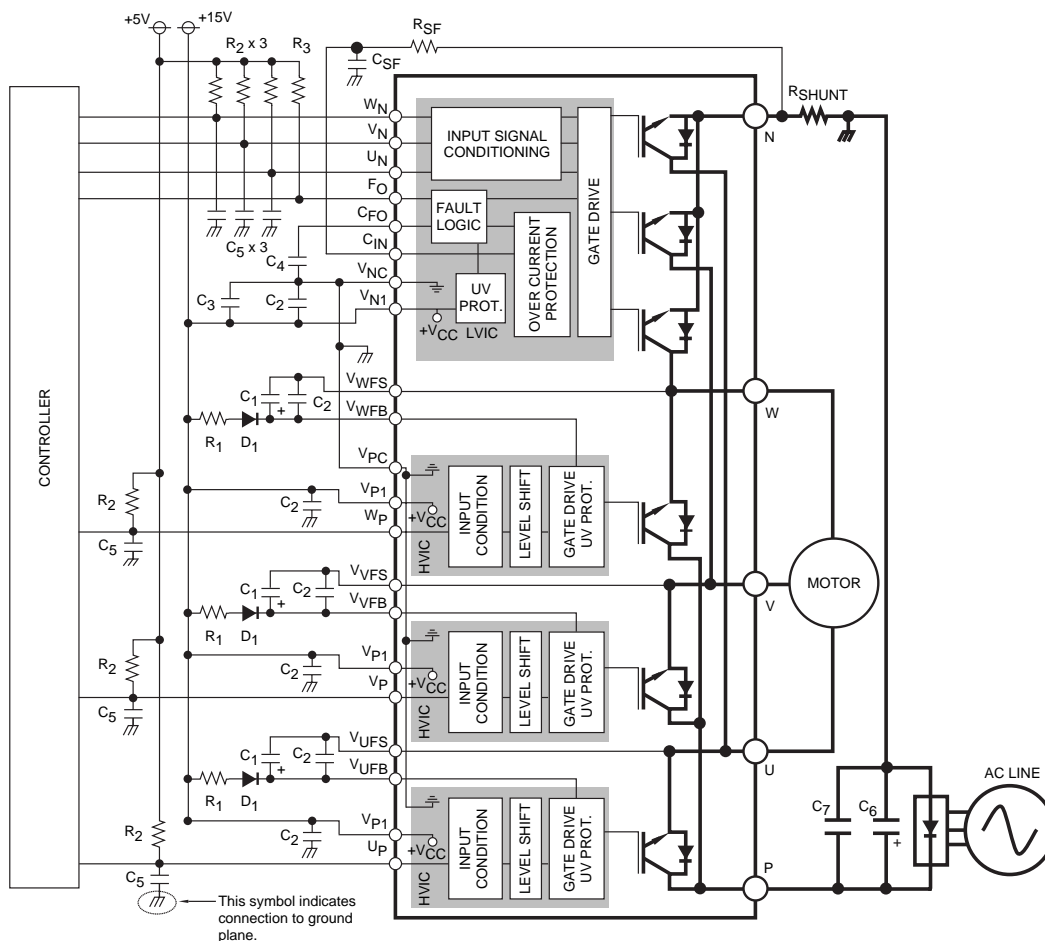 +5V
+15V
R2 x 3
R3
CSF
RSF
CONTROLLER
WN
VN
UN
FO
CFO
CIN
VNC
VN1
C5 x 3
C4
C3
C2
INPUT SIGNAL
CONDITIONING
FAULT
LOGIC
UV
PROT.
+VCC
LVIC
OVER CURRENT
PROTECTION
GATE DRIVE
N
RSHUNT
VWFS
VWFB
C1
+
C2
R1
D1
VPC
VP1
WP
R2
C2
C5
+VCC
HVIC
INPUT
CONDITION
LEVEL SHIFT
GATE DRIVE
UV PROT.
W
VVFS
VVFB
C1
+
C2
R1
D1
VP1
VP
R2
C2
C5
+VCC
HVIC
INPUT
CONDITION
LEVEL SHIFT
GATE DRIVE
UV PROT.
V
MOTOR
VUFS
VUFB
C1
+
C2
R1
D1
VP1
UP
R2
C2
C5
+VCC
HVIC
INPUT
CONDITION
LEVEL SHIFT
GATE DRIVE
UV PROT.
U
P
C7
C6
+
AC LINE
This symbol indicates
connection to ground
plane.